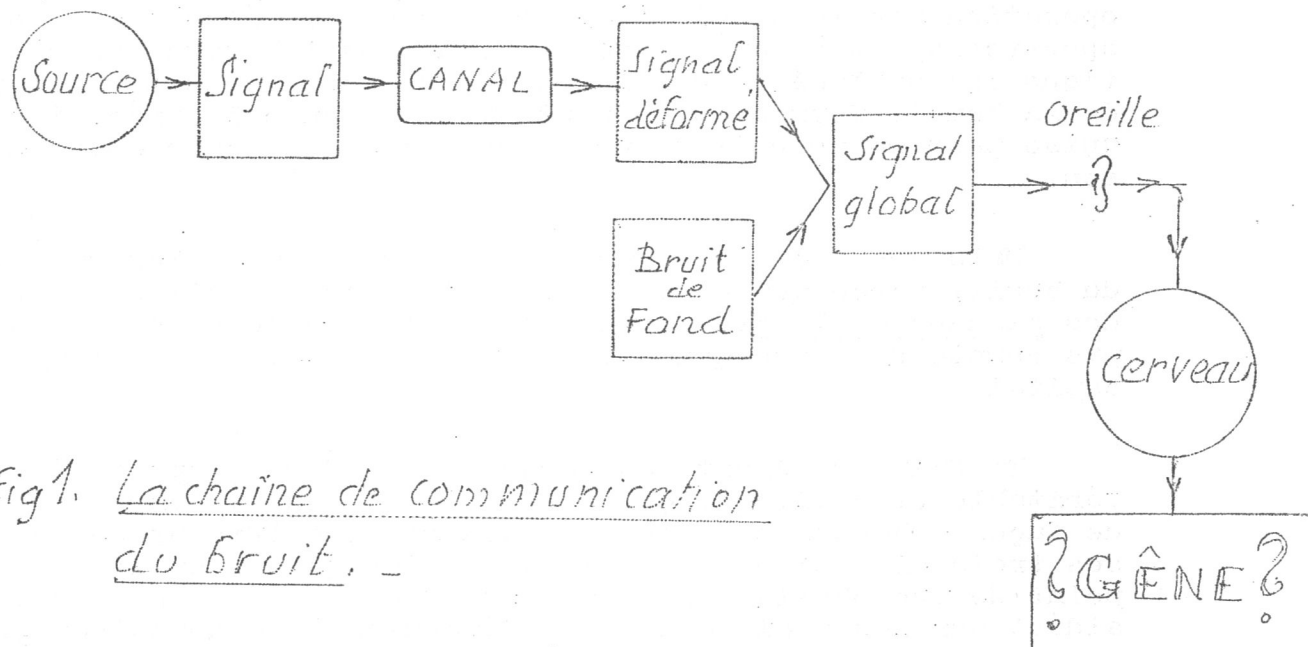 Source
Signal
CANAL
Signal
déformé
Bruit
de
Fond
Signal
global
Oreille
Cerveau
?GÊNE?
Fig1. La chaîne de communication
du bruit. _